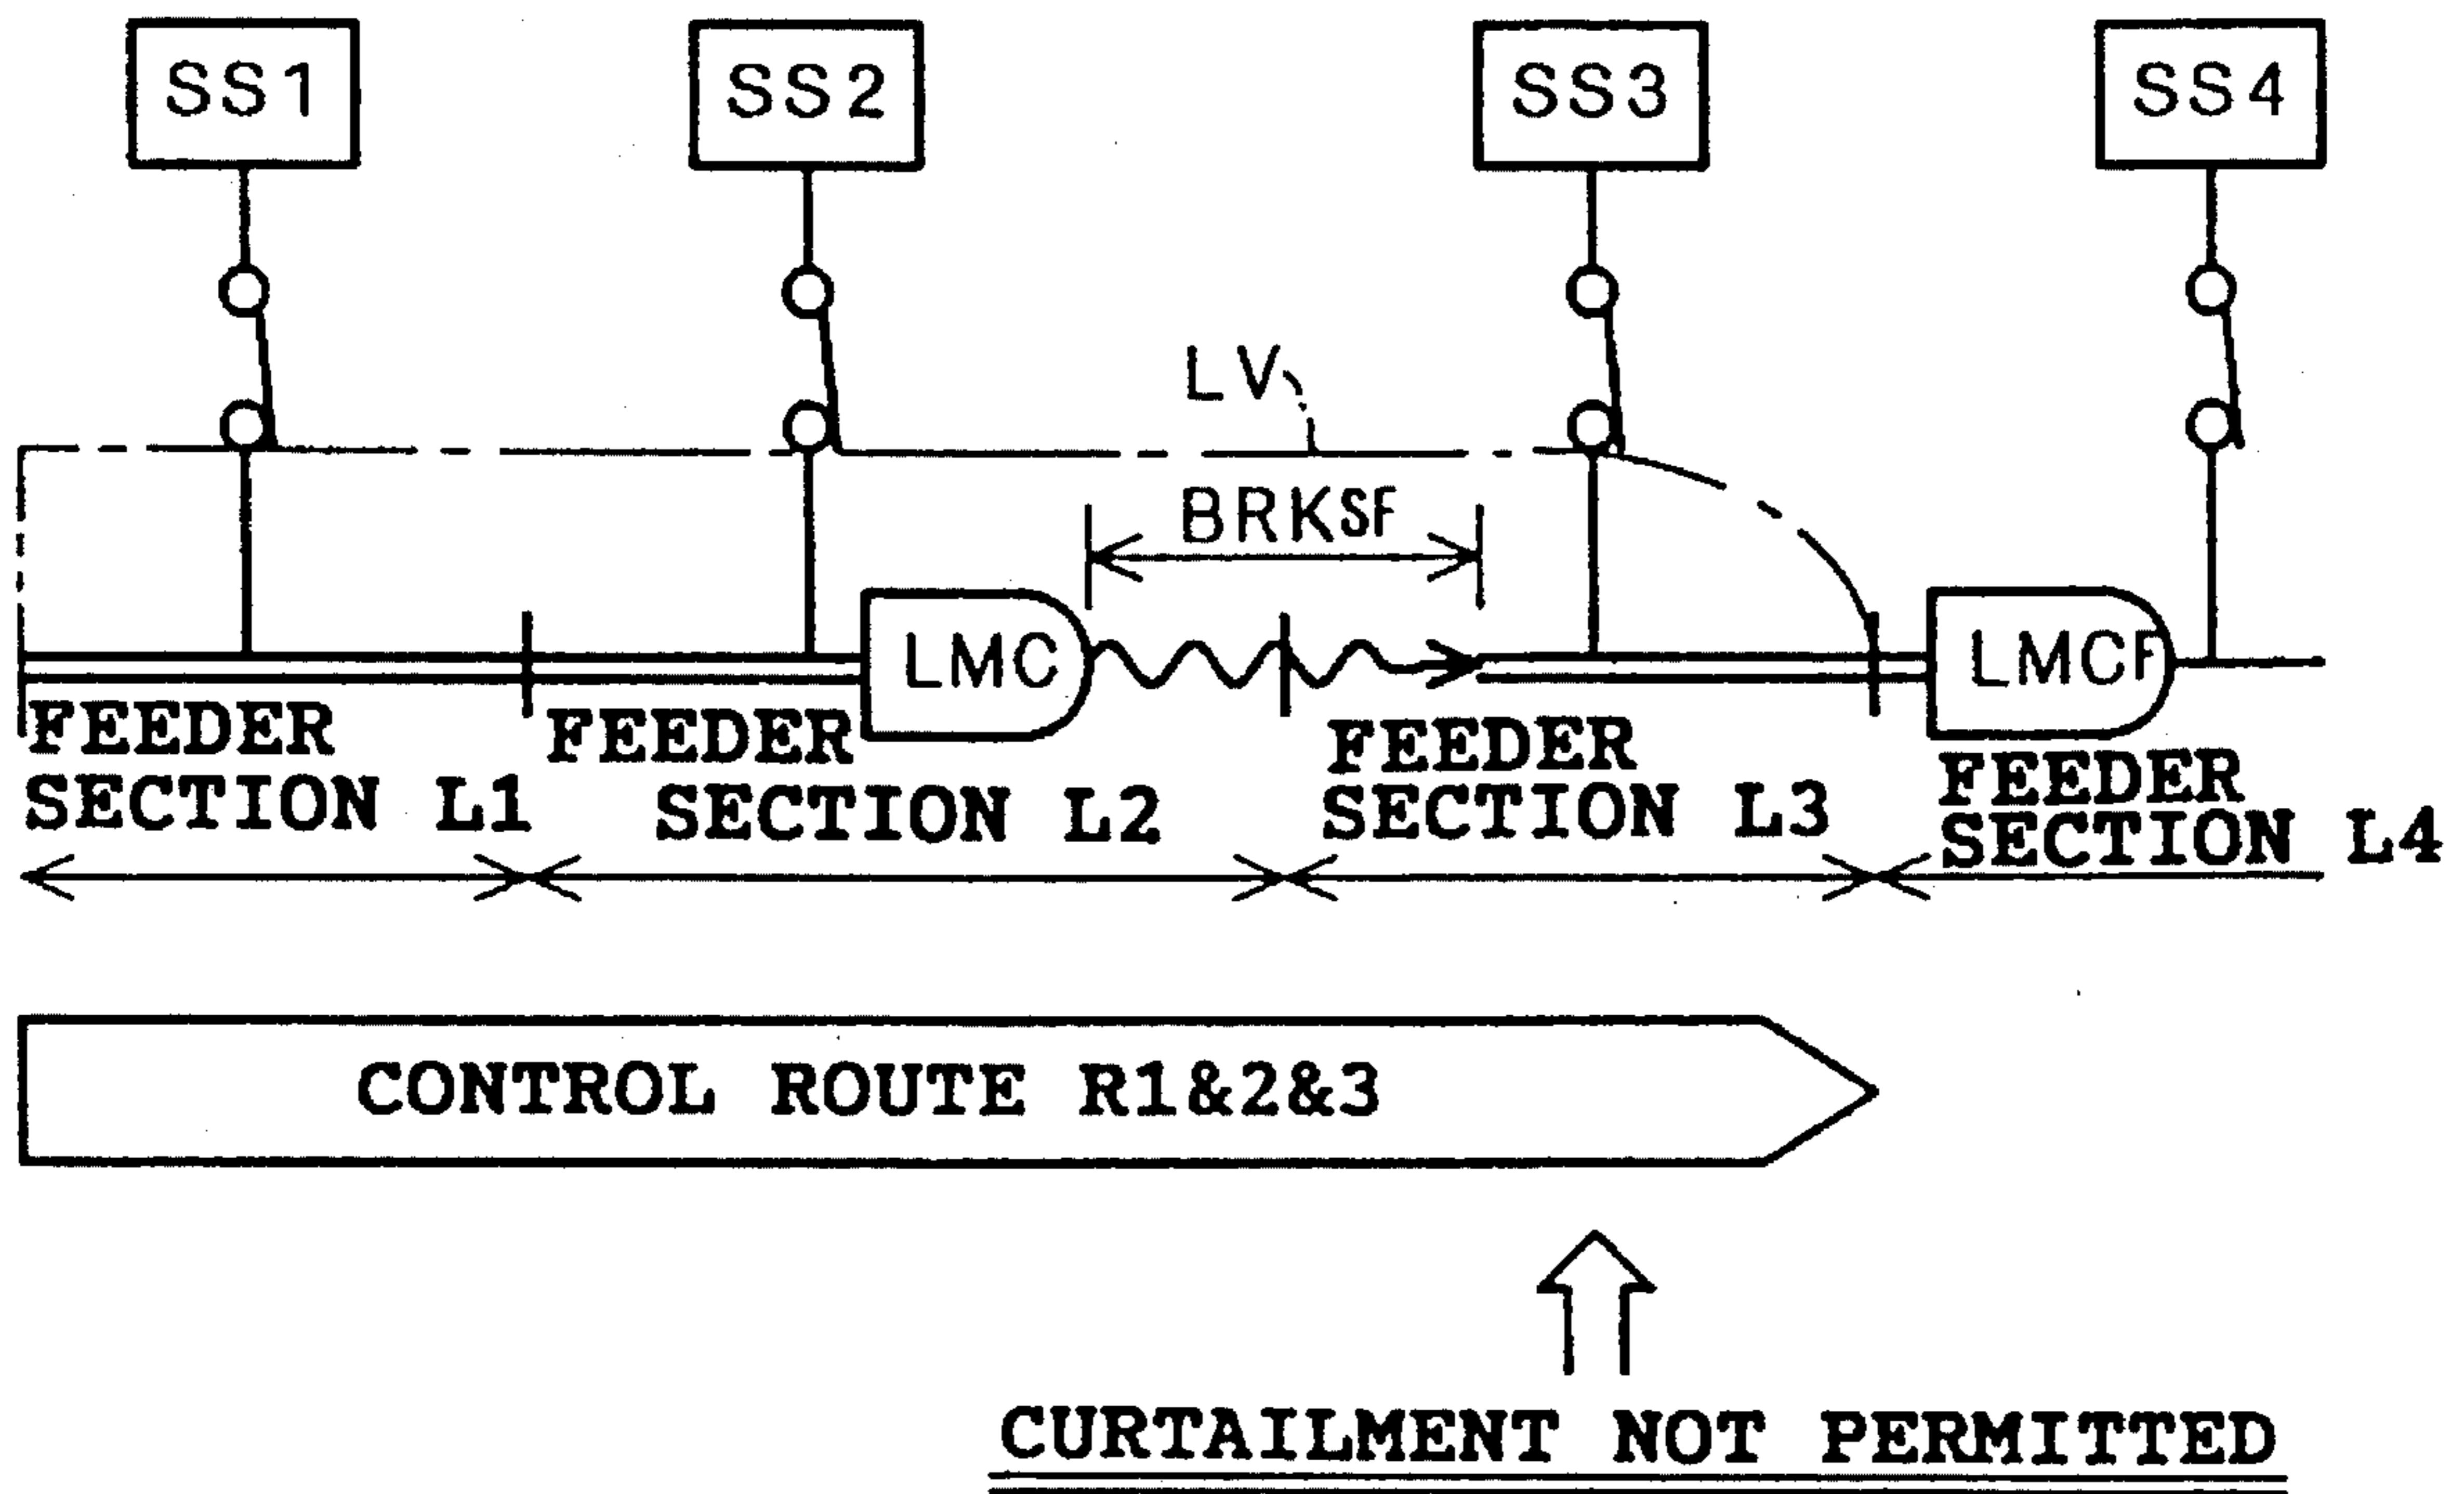 SS1 SS2 SS3 SS4
LV
BRKSF
LMC LMCF
FEEDER
SECTION L1
FEEDER
SECTION L2
FEEDER
SECTION L3
FEEDER
SECTION L4
CONTROL ROUTE R1&2&3
CURTAILMENT NOT PERMITTED